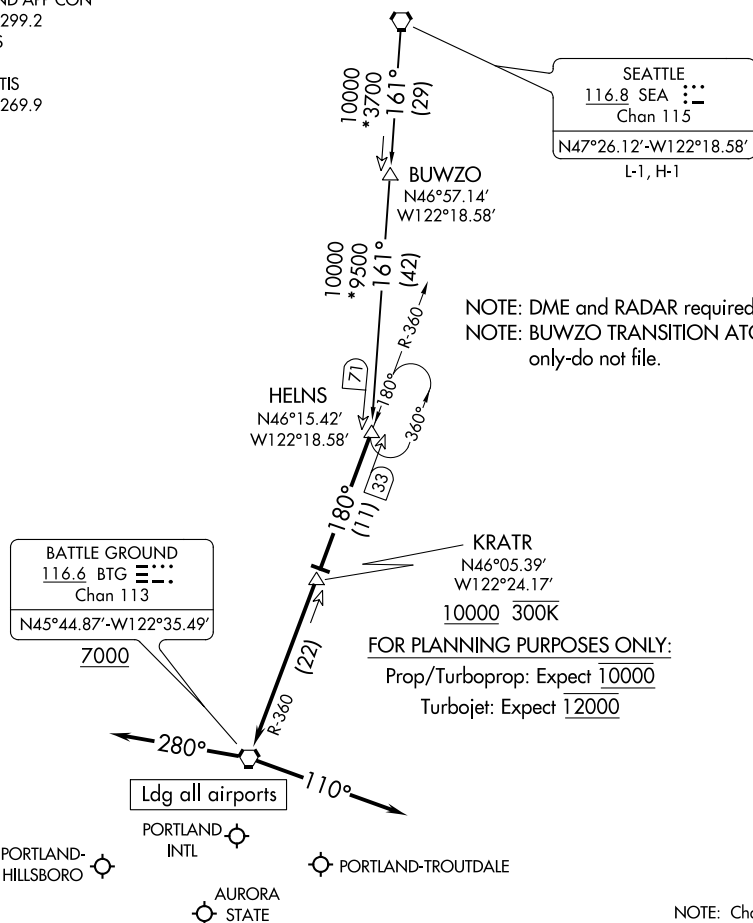 ND APP CON
299.2
S
TIS
269.9
SEATTLE
116.8 SEA
Chan 115
N47°26.12'-W122°18.58'
L-1, H-1
10000
*3700
161°
(29)
BUWZO
N46°57.14'
W122°18.58'
10000
*9500
161°
(42)
R-360
NOTE: DME and RADAR required
NOTE: BUWZO TRANSITION ATC
only-do not file.
71
180°
360°
HELNS
N46°15.42'
W122°18.58'
33
180°
(11)
KRATR
N46°05.39'
W122°24.17'
10000 300K
BATTLE GROUND
116.6 BTG
Chan 113
N45°44.87'-W122°35.49'
7000
FOR PLANNING PURPOSES ONLY:
Prop/Turboprop: Expect 10000
Turbojet: Expect 12000
(22)
R-360
280°
110°
Ldg all airports
PORTLAND
INTL
PORTLAND-
HILLSBORO
PORTLAND-TROUTDALE
AURORA
STATE
NOTE: Cha